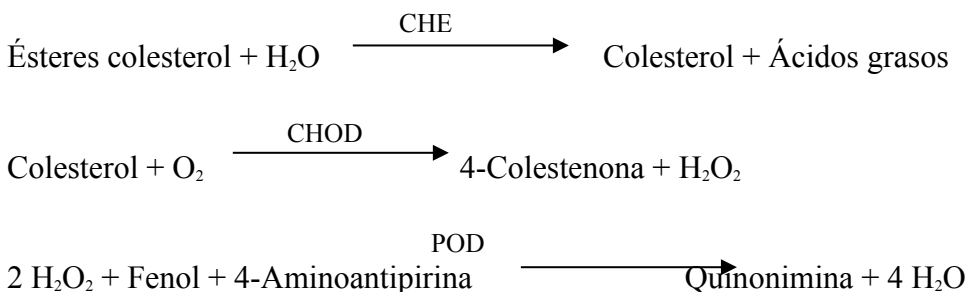 CHE
Ésteres colesterol + H₂O Colesterol + Ácidos grasos
CHOD
Colesterol + O₂ 4-Colestenona + H₂O₂
POD
2 H₂O₂ + Fenol + 4-Aminoantipirina Quinonimina + 4 H₂O